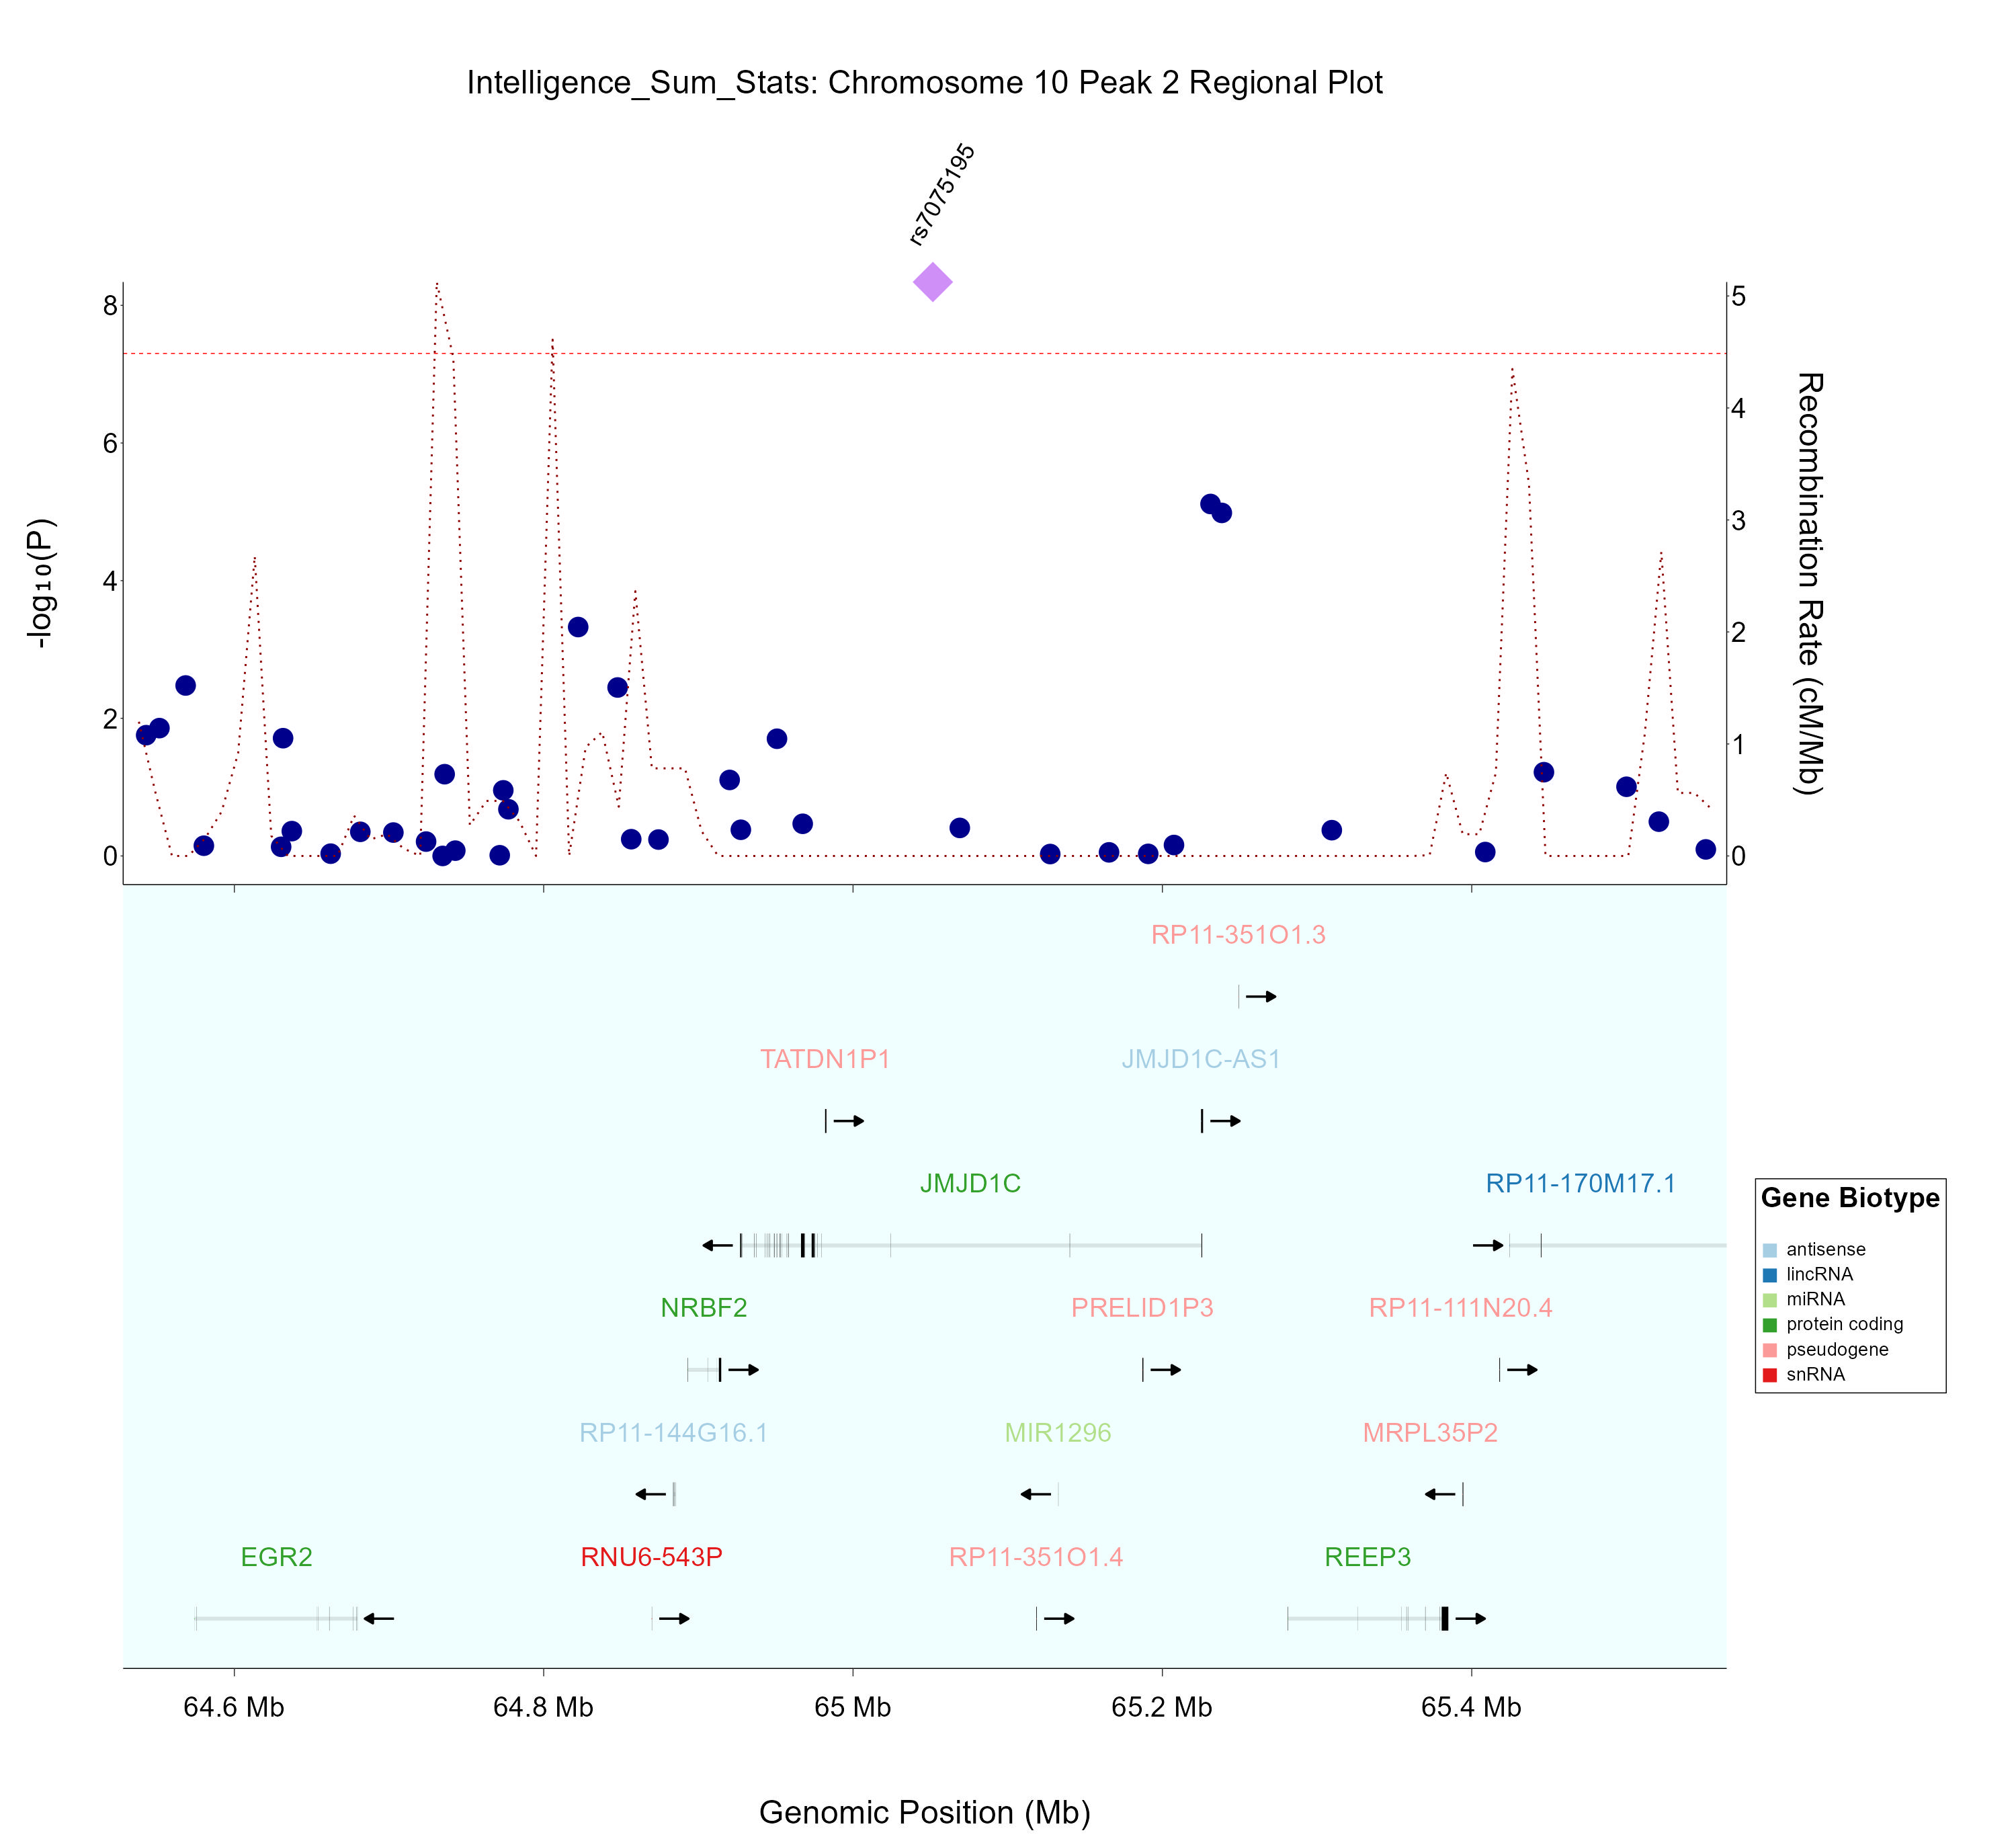 Intelligence_Sum_Stats: Chromosome 10 Peak 2 Regional Plot
rs7075195
-log₁₀(P)
8
6
4
2
0
5
4
3
2
1
0
Recombination Rate (cM/Mb)
RP11-351O1.3
TATDN1P1
JMJD1C-AS1
JMJD1C
RP11-170M17.1
NRBF2
PRELID1P3
RP11-111N20.4
RP11-144G16.1
MIR1296
MRPL35P2
EGR2
RNU6-543P
RP11-351O1.4
REEP3
Gene Biotype
antisense
lincRNA
miRNA
protein coding
pseudogene
snRNA
64.6 Mb
64.8 Mb
65 Mb
65.2 Mb
65.4 Mb
Genomic Position (Mb)